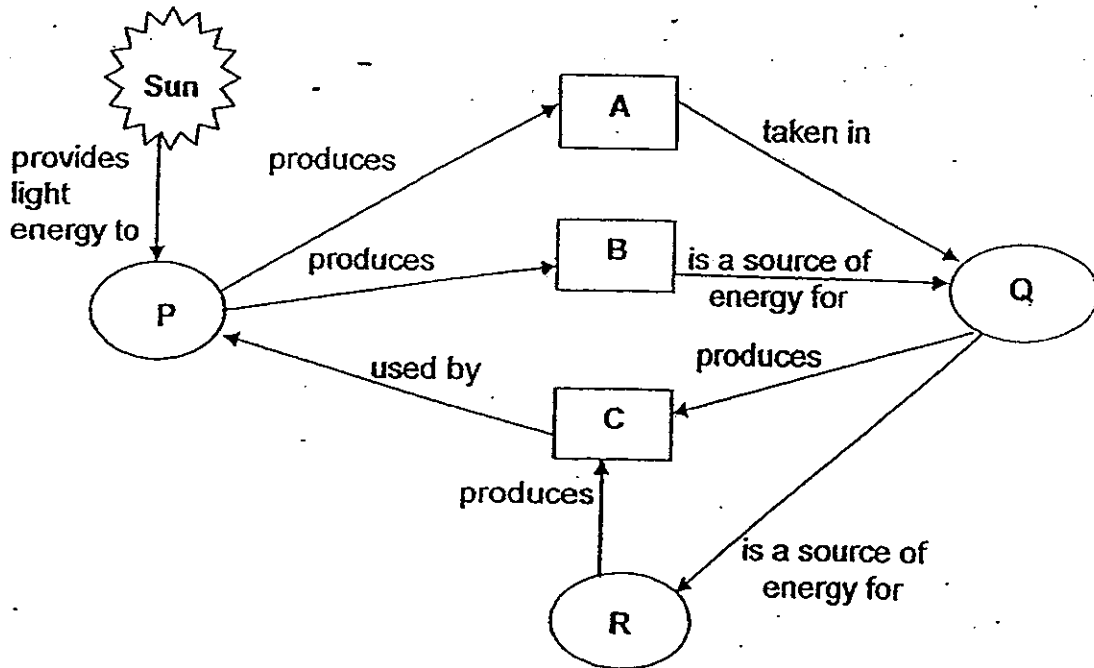 Sun
A
taken in
provides
light
energy to
produces
produces
B
is a source of
energy for
P
Q
used by
produces
C
produces
is a source of
energy for
R